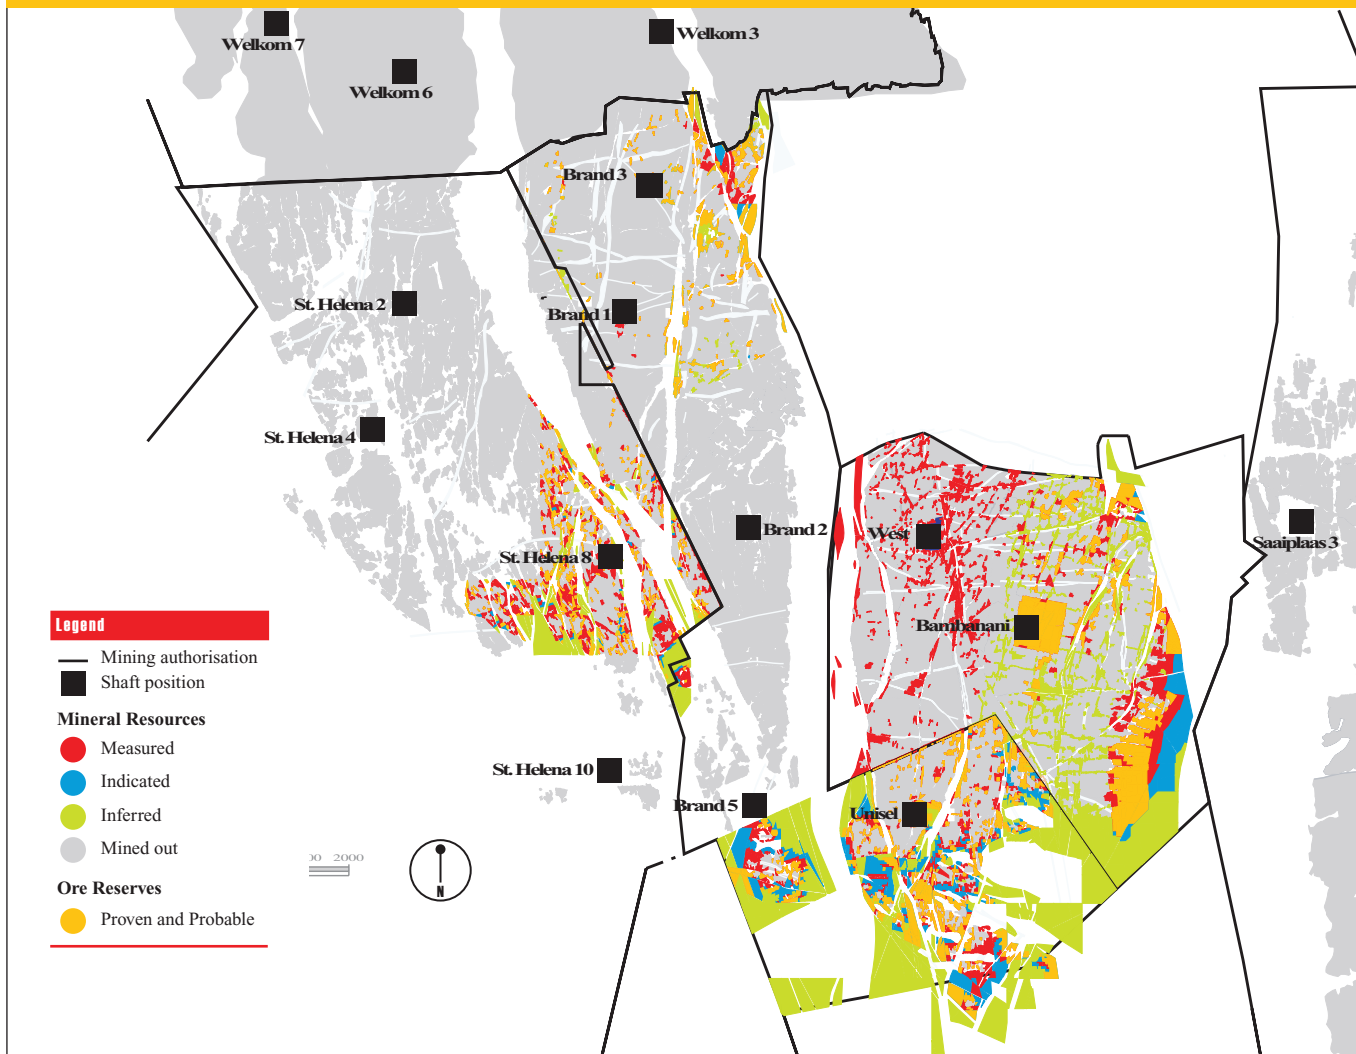 Welkom 7
Welkom 3
Welkom 6
Brand 3
St. Helena 2
Brand 1
St. Helena 4
Brand 2
West
Saaiplaas 3
St. Helena 8
Bambanani
St. Helena 10
Brand 5
Unisel
Legend
Mining authorisation
Shaft position
Mineral Resources
Measured
Indicated
Inferred
Mined out
Ore Reserves
Proven and Probable
2000
N